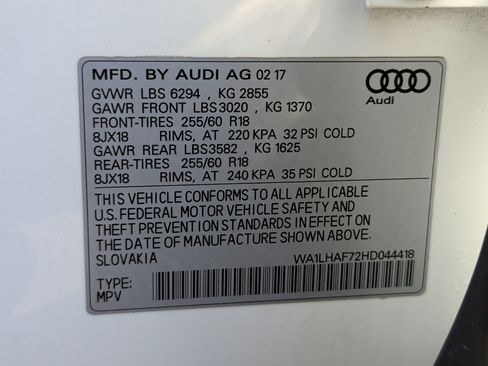 MFD. BY AUDI AG 02 17
GVWR LBS 6294 , KG 2855
GAWR FRONT LBS3020 , KG 1370
FRONT-TIRES 255/60 R18
8JX18 RIMS, AT 220 KPA 32 PSI COLD
GAWR REAR LBS3582 , KG 1625
REAR-TIRES 255/60 R18
8JX18 RIMS, AT 240 KPA 35 PSI COLD
Audi
THIS VEHICLE CONFORMS TO ALL APPLICABLE
U.S. FEDERAL MOTOR VEHICLE SAFETY AND
THEFT PREVENTION STANDARDS IN EFFECT ON
THE DATE OF MANUFACTURE SHOWN ABOVE.
SLOVAKIA WA1LHAF72HD044418
TYPE:
MPV